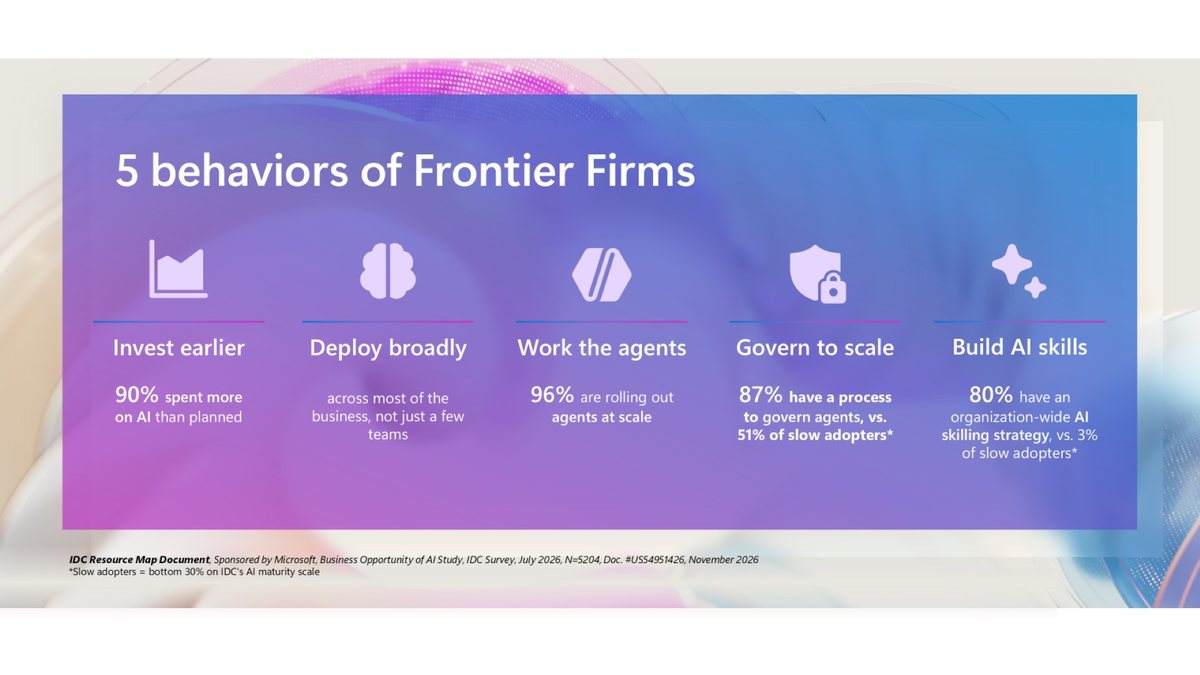 5 behaviors of Frontier Firms
Invest earlier
90% spent more
on AI than planned
Deploy broadly
across most of the
business, not just a few
teams
Work the agents
96% are rolling out
agents at scale
Govern to scale
87% have a process
to govern agents, vs.
51% of slow adopters*
Build AI skills
80% have an
organization-wide AI
skilling strategy, vs. 3%
of slow adopters*
IDC Resource Map Document, Sponsored by Microsoft, Business Opportunity of AI Study, IDC Survey, July 2026, N=5204, Doc. #US54951426, November 2026
*Slow adopters = bottom 30% on IDC's AI maturity scale